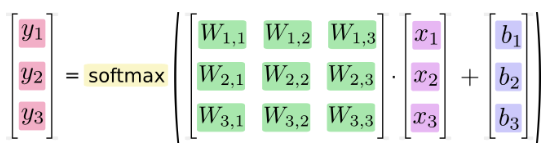 y1 W1,1 W1,2 W1,3 x1 b1
y2 = softmax W2,1 W2,2 W2,3 · x2 + b2
y3 W3,1 W3,2 W3,3 x3 b3